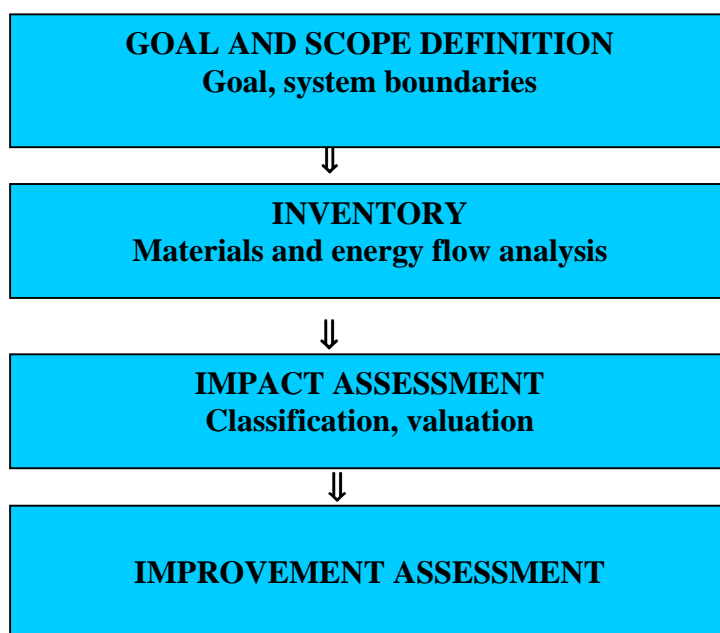 GOAL AND SCOPE DEFINITION
Goal, system boundaries
⇓
INVENTORY
Materials and energy flow analysis
⇓
IMPACT ASSESSMENT
Classification, valuation
⇓
IMPROVEMENT ASSESSMENT